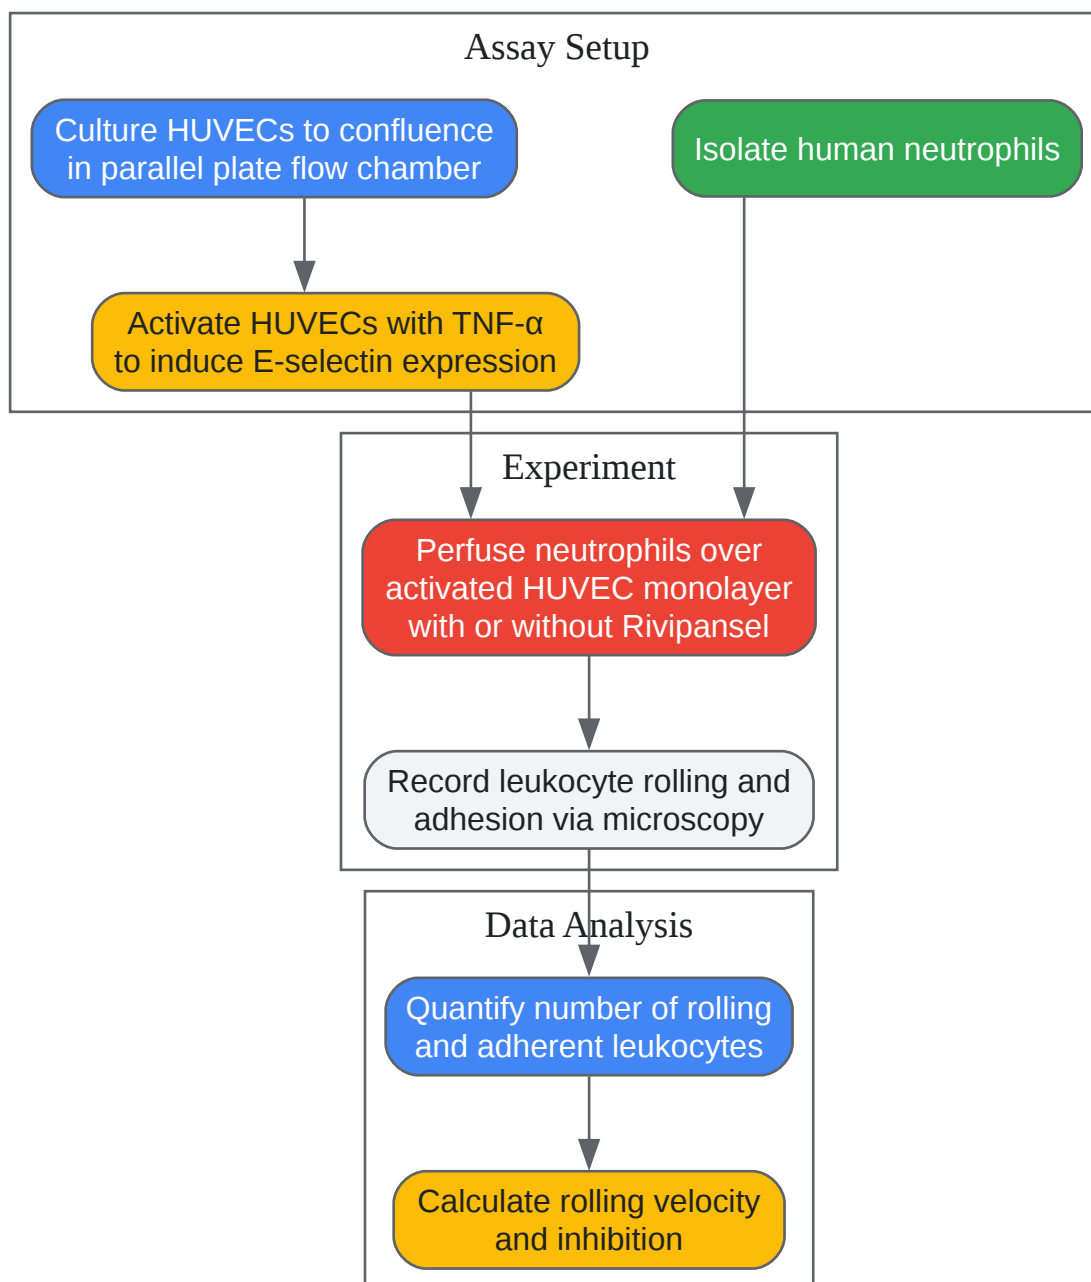 Assay Setup
Culture HUVECs to confluence
in parallel plate flow chamber
Isolate human neutrophils
Activate HUVECs with TNF-α
to induce E-selectin expression
Experiment
Perfuse neutrophils over
activated HUVEC monolayer
with or without Rivipansel
Record leukocyte rolling and
adhesion via microscopy
Data Analysis
Quantify number of rolling
and adherent leukocytes
Calculate rolling velocity
and inhibition